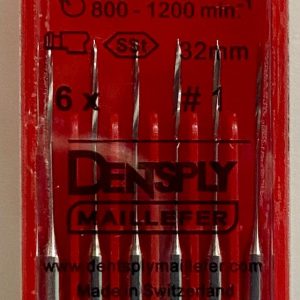 800 - 1200 min-1
SSt 32mm
6 x # 1
DENTSPLY
MAILLEFER
www.dentsplymaillefer.com
Made in Switzerland